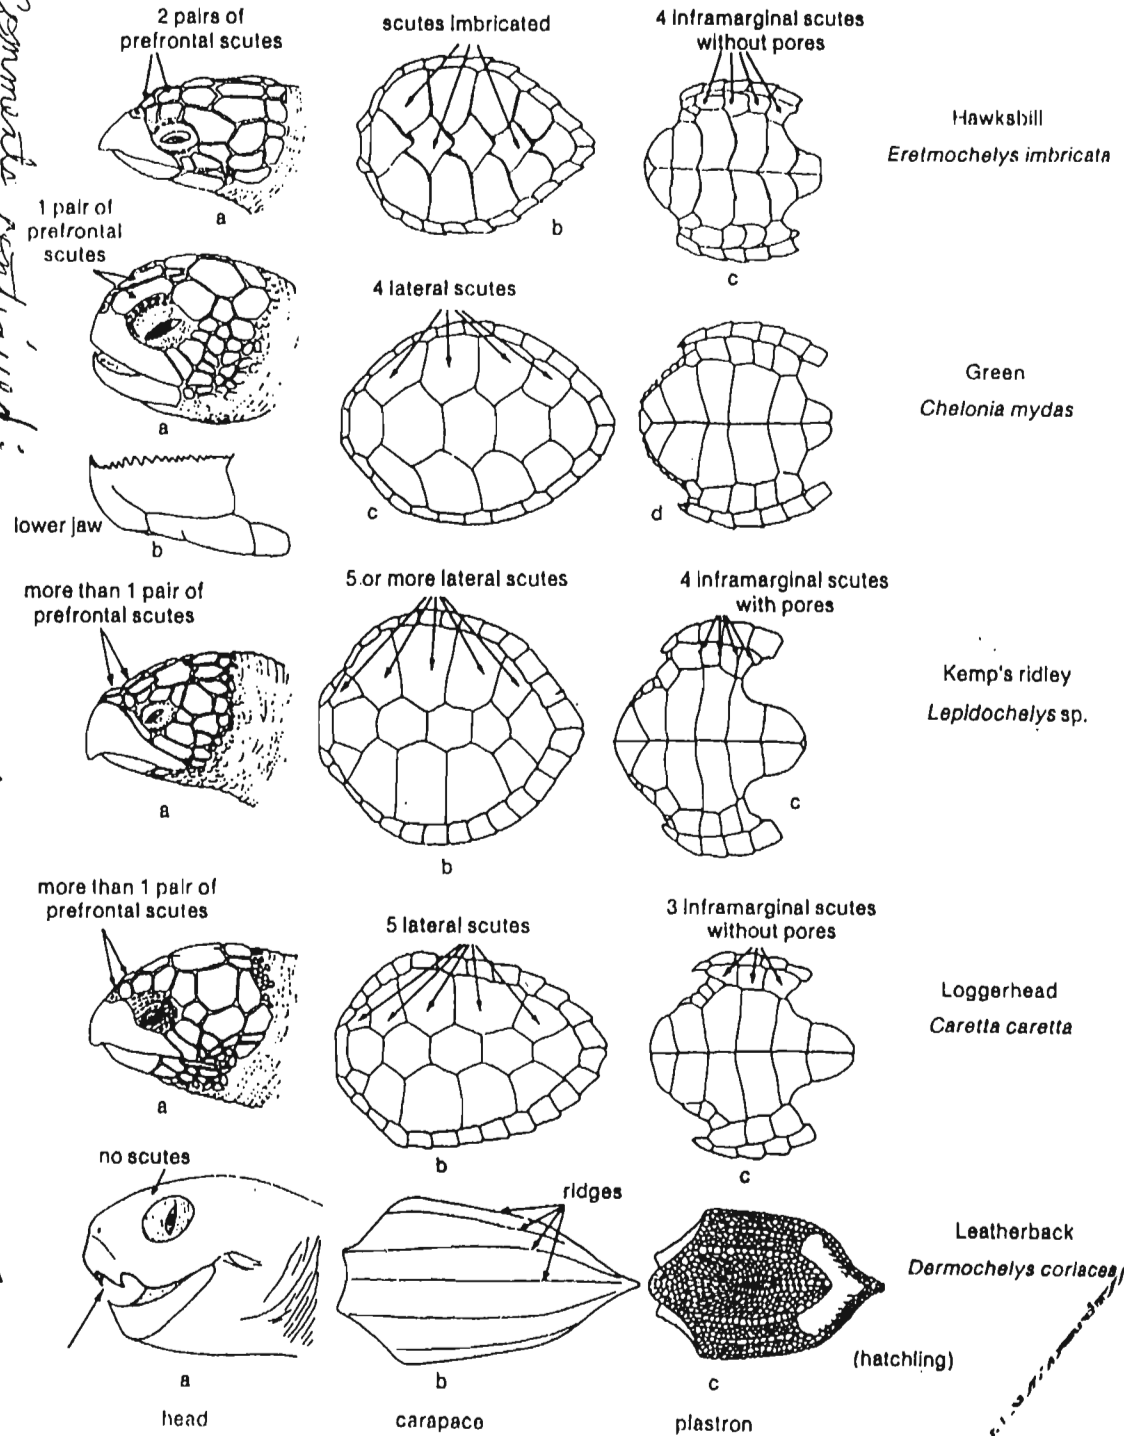 2 pairs of
prefrontal scutes
scutes imbricated
4 inframarginal scutes
without pores
Hawksbill
Eretmochelys imbricata
a
b
c
1 pair of
prefrontal
scutes
4 lateral scutes
Green
Chelonia mydas
a
c
d
lower jaw
b
more than 1 pair of
prefrontal scutes
5 or more lateral scutes
4 inframarginal scutes
with pores
Kemp's ridley
Lepidochelys sp.
a
b
c
more than 1 pair of
prefrontal scutes
5 lateral scutes
3 inframarginal scutes
without pores
Loggerhead
Caretta caretta
a
b
c
no scutes
ridges
Leatherback
Dermochelys coriacea
(hatchling)
a
b
c
head
carapace
plastron